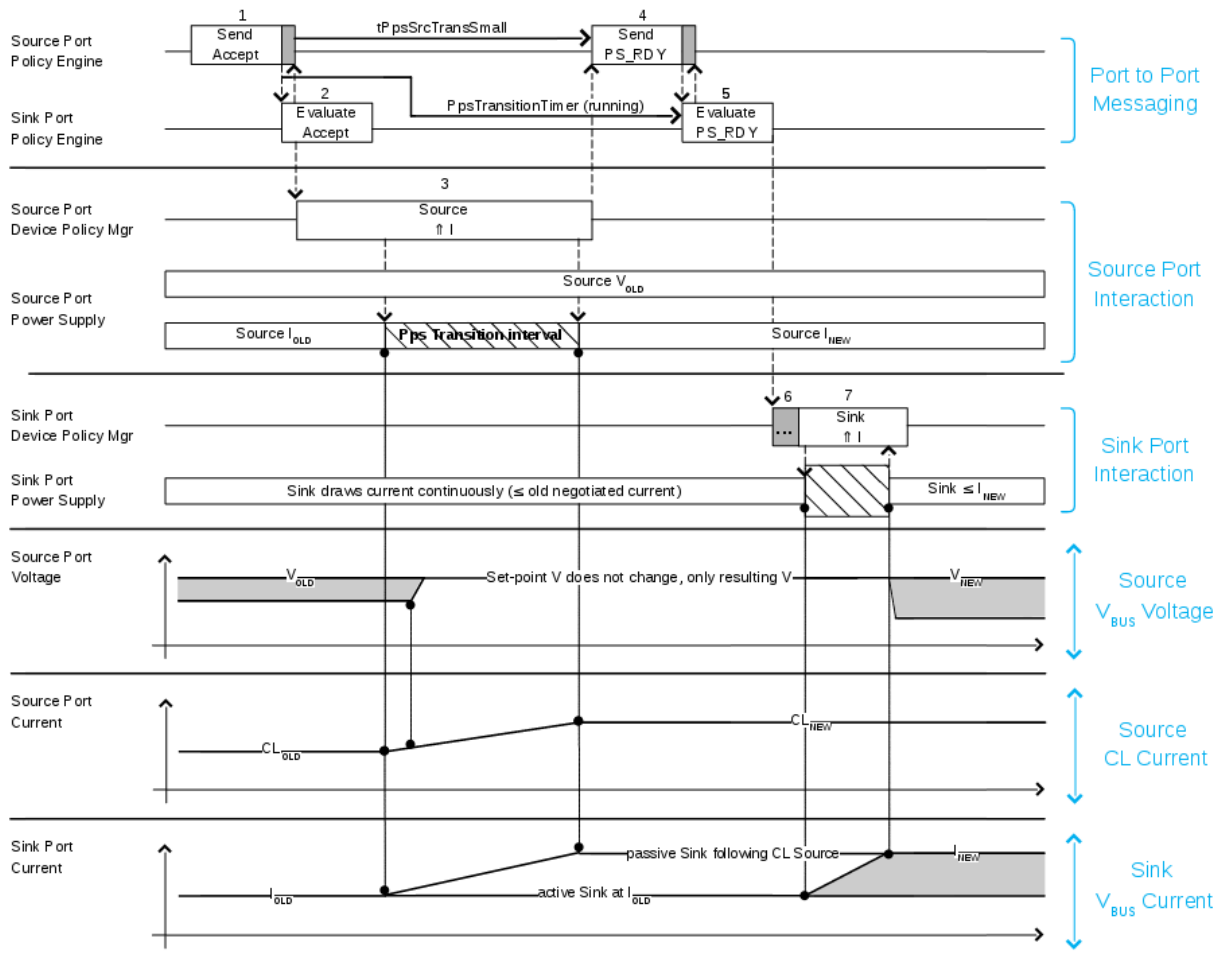 1
4
Source Port
Policy Engine
Send
Accept
tPpsSrcTransSmall
Send
PS_RDY
Port to Port
Messaging
2
5
PpsTransitionTimer (running)
Sink Port
Policy Engine
Evaluate
Accept
Evaluate
PS_RDY
3
Source Port
Device Policy Mgr
Source
⇑ I
Source Port
Interaction
Source Port
Power Supply
Source VOLD
Source IOLD
Pps Transition interval
Source INEW
6
7
Sink Port
Device Policy Mgr
...
Sink
⇑ I
Sink Port
Interaction
Sink Port
Power Supply
Sink draws current continuously (≤ old negotiated current)
Sink ≤ INEW
Source Port
Voltage
VOLD
Set-point V does not change, only resulting V
VNEW
Source
VBUS Voltage
Source Port
Current
CLOLD
CLNEW
Source
CL Current
Sink Port
Current
passive Sink following CL Source
INEW
IOLD
active Sink at IOLD
Sink
VBUS Current